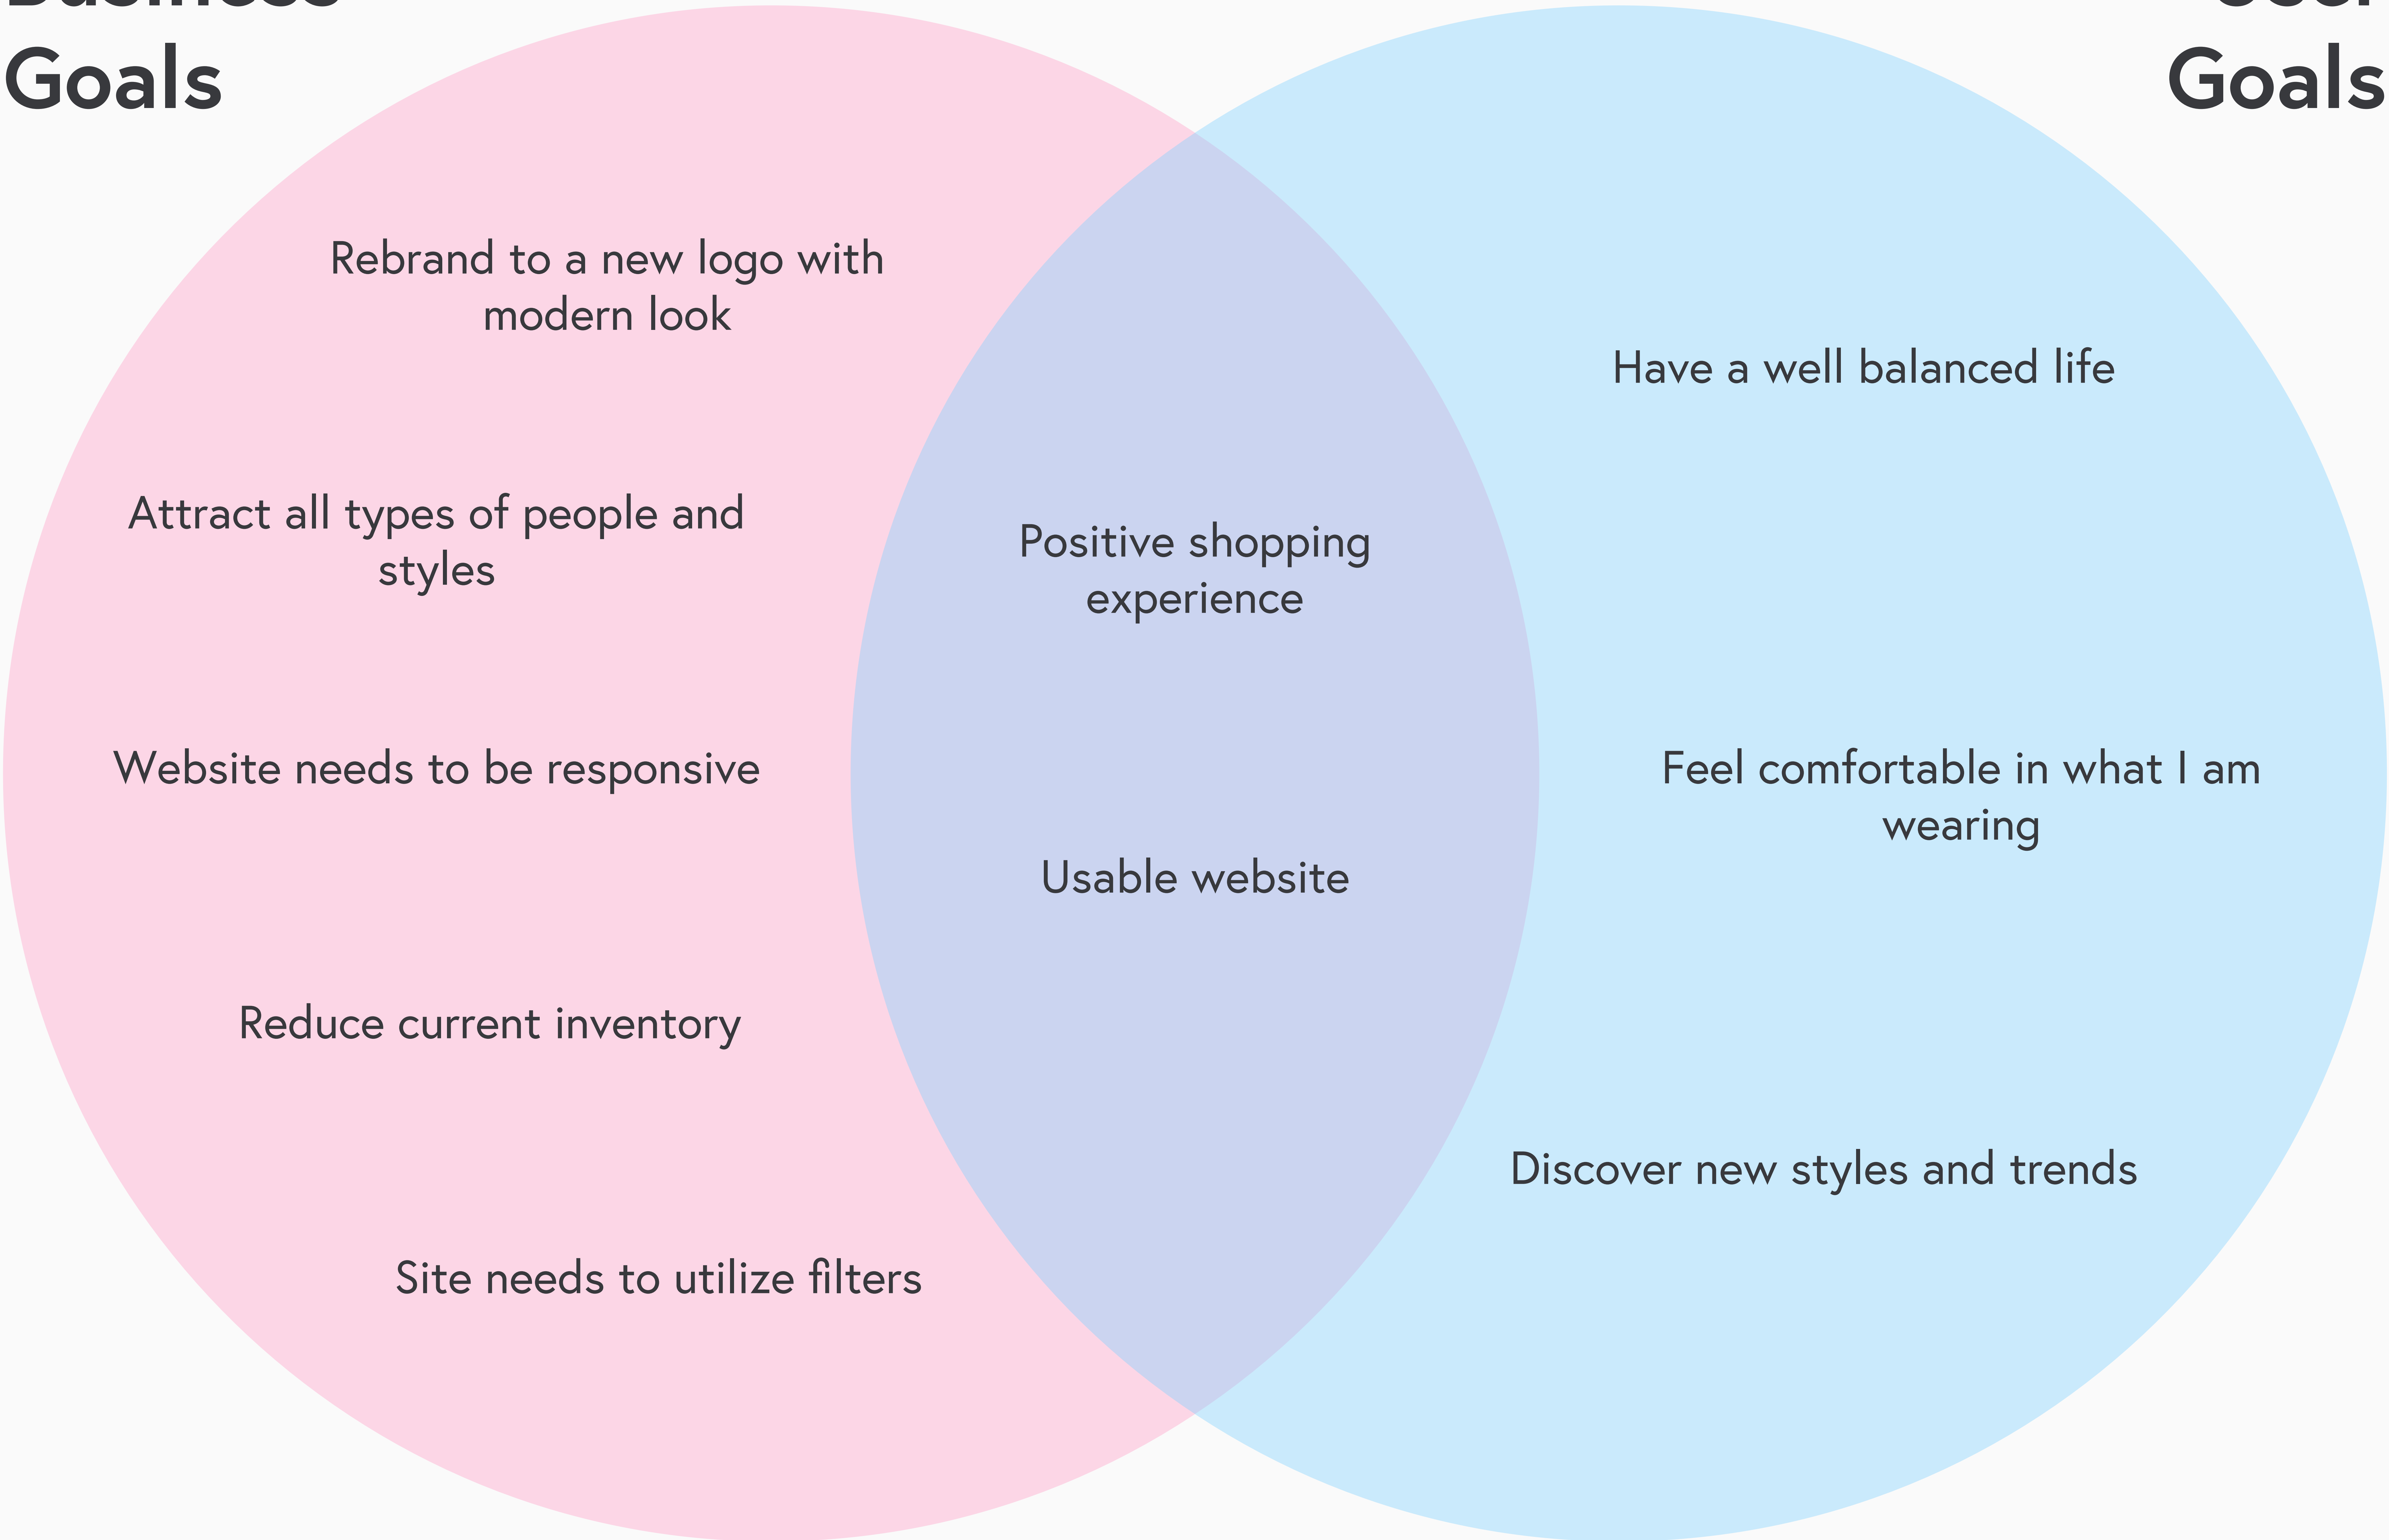 Goals
Goals
Rebrand to a new logo with
modern look
Attract all types of people and
styles
Website needs to be responsive
Reduce current inventory
Site needs to utilize filters
Positive shopping
experience
Usable website
Have a well balanced life
Feel comfortable in what I am
wearing
Discover new styles and trends